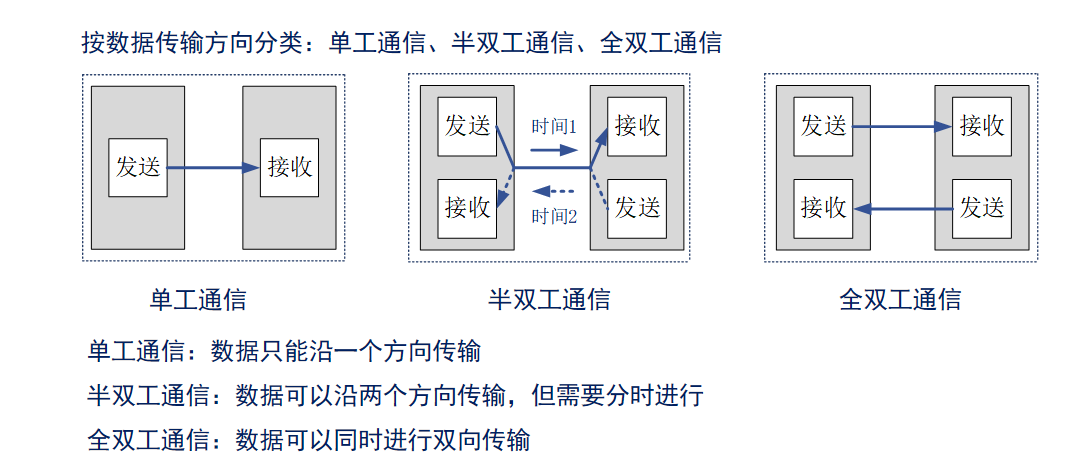 按数据传输方向分类：单工通信、半双工通信、全双工通信
发送
接收
发送
接收
时间1
时间2
接收
发送
发送
接收
接收
发送
单工通信
半双工通信
全双工通信
单工通信：数据只能沿一个方向传输
半双工通信：数据可以沿两个方向传输，但需要分时进行
全双工通信：数据可以同时进行双向传输